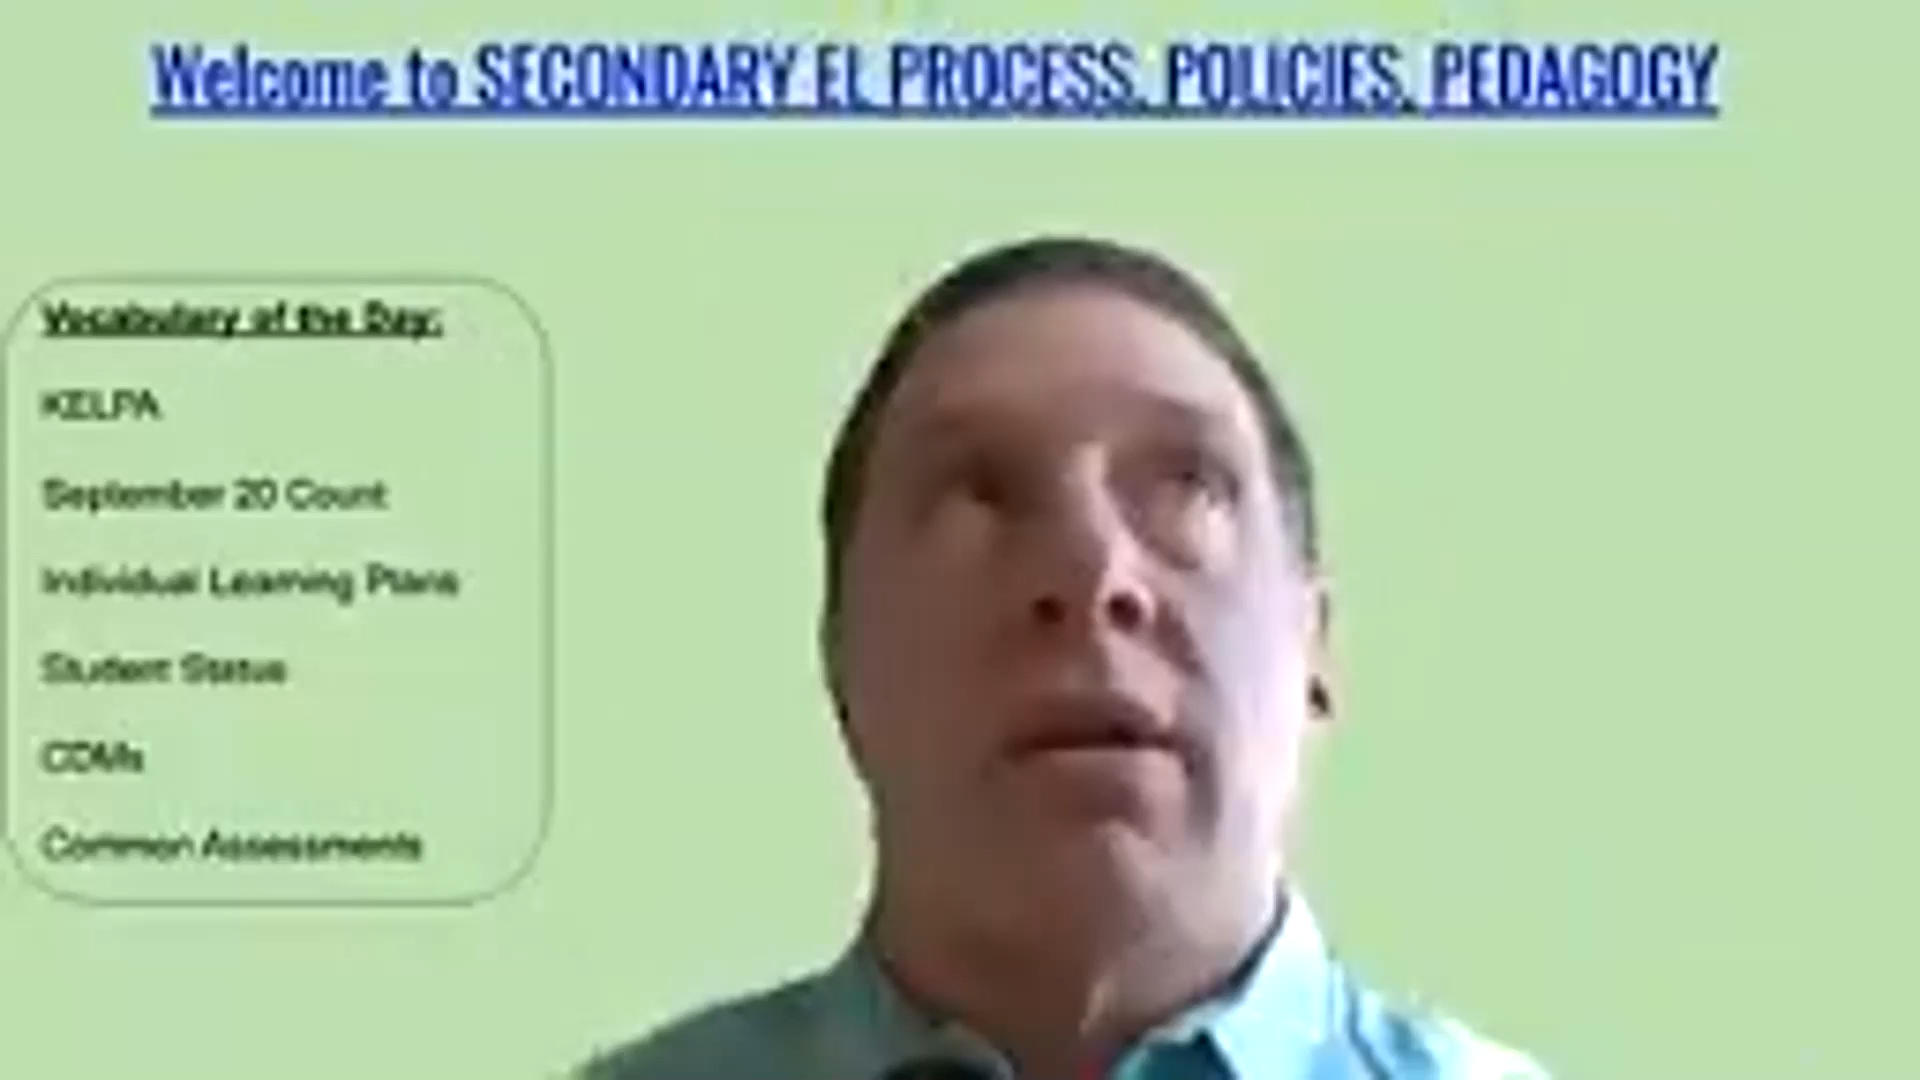 Welcome to SECONDARY EL PROCESS, POLICIES, PEDAGOGY
Vocabulary of the Day:
KELPA
September 20 Count
Individual Learning Plans
Student Status
CDMs
Common Assessments